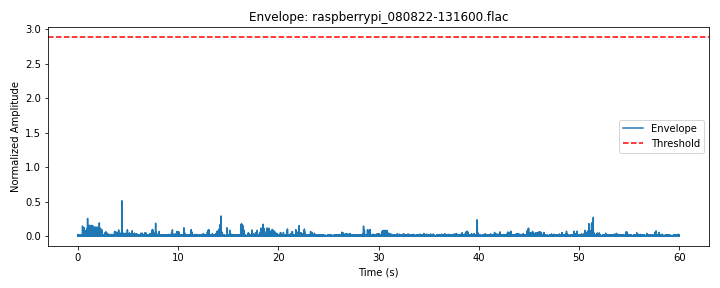 Envelope: raspberrypi_080822-131600.flac
3.0
2.5
2.0
1.5
1.0
0.5
0.0
Normalized Amplitude
Envelope
Threshold
0 10 20 30 40 50 60
Time (s)